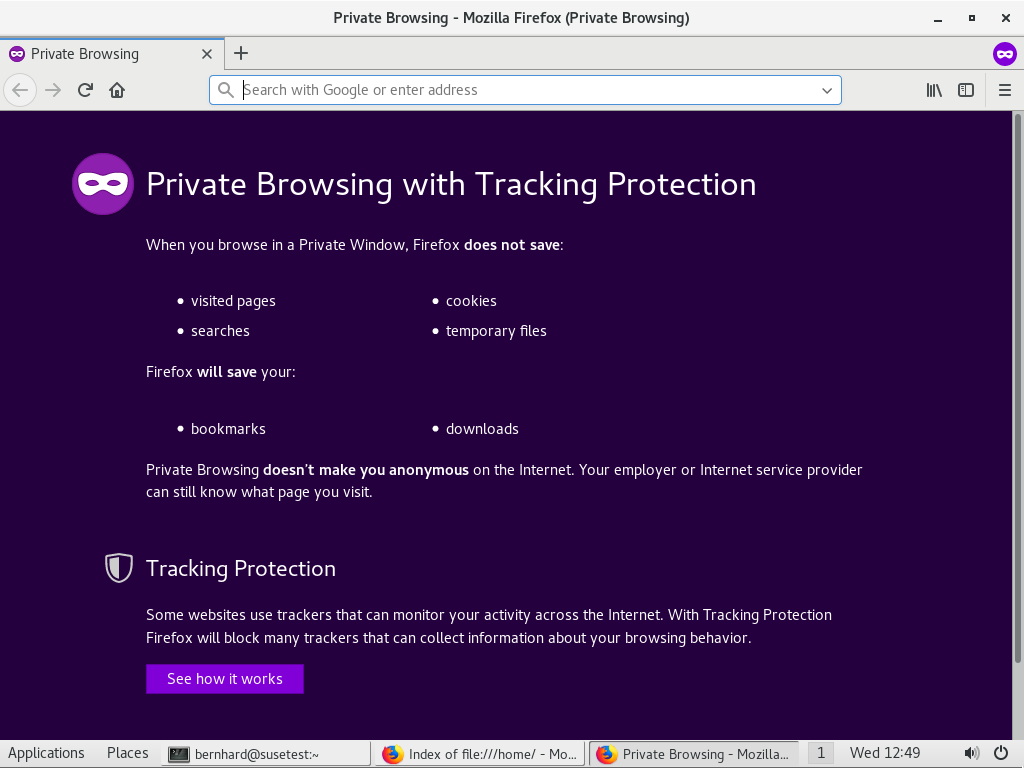 Private Browsing - Mozilla Firefox (Private Browsing)
Private Browsing
Search with Google or enter address
Private Browsing with Tracking Protection
When you browse in a Private Window, Firefox does not save:
• visited pages • cookies
• searches • temporary files
Firefox will save your:
• bookmarks • downloads
Private Browsing doesn't make you anonymous on the Internet. Your employer or Internet service provider
can still know what page you visit.
Tracking Protection
Some websites use trackers that can monitor your activity across the Internet. With Tracking Protection
Firefox will block many trackers that can collect information about your browsing behavior.
See how it works
Applications Places bernhard@susetest:~ Index of file:///home/ - Mo... Private Browsing - Mozilla... 1 Wed 12:49